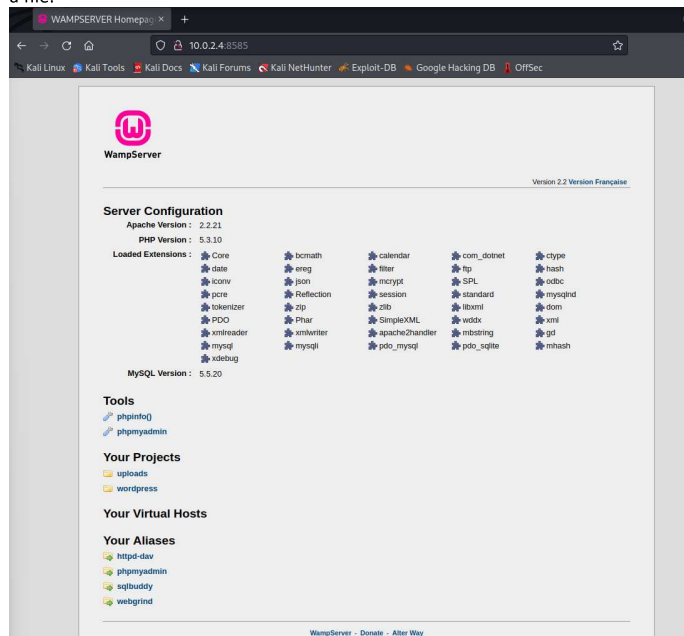 a file.
WAMPSERVER Homepag
10.0.2.4:8585
Kali Linux Kali Tools Kali Docs Kali Forums Kali NetHunter Exploit-DB Google Hacking DB OffSec
WampServer
Version 2.2 Version Française
Server Configuration
Apache Version : 2.2.21
PHP Version : 5.3.10
Loaded Extensions : Core bcmath calendar com_dotnet ctype
date ereg filter ftp hash
iconv json mcrypt SPL odbc
pcre Reflection session standard mysqlnd
tokenizer zip zlib libxml dom
PDO Phar SimpleXML wddx xml
xmlreader xmlwriter apache2handler mbstring gd
mysql mysqli pdo_mysql pdo_sqlite mhash
xdebug
MySQL Version : 5.5.20
Tools
phpinfo()
phpmyadmin
Your Projects
uploads
wordpress
Your Virtual Hosts
Your Aliases
httpd-dav
phpmyadmin
sqlbuddy
webgrind
WampServer - Donate - Alter Way